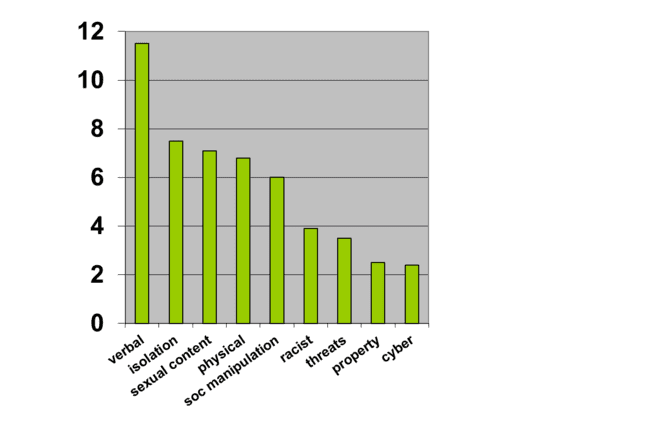 12
10
8
6
4
2
0
verbal
isolation
sexual content
physical
soc manipulation
racist
threats
property
cyber